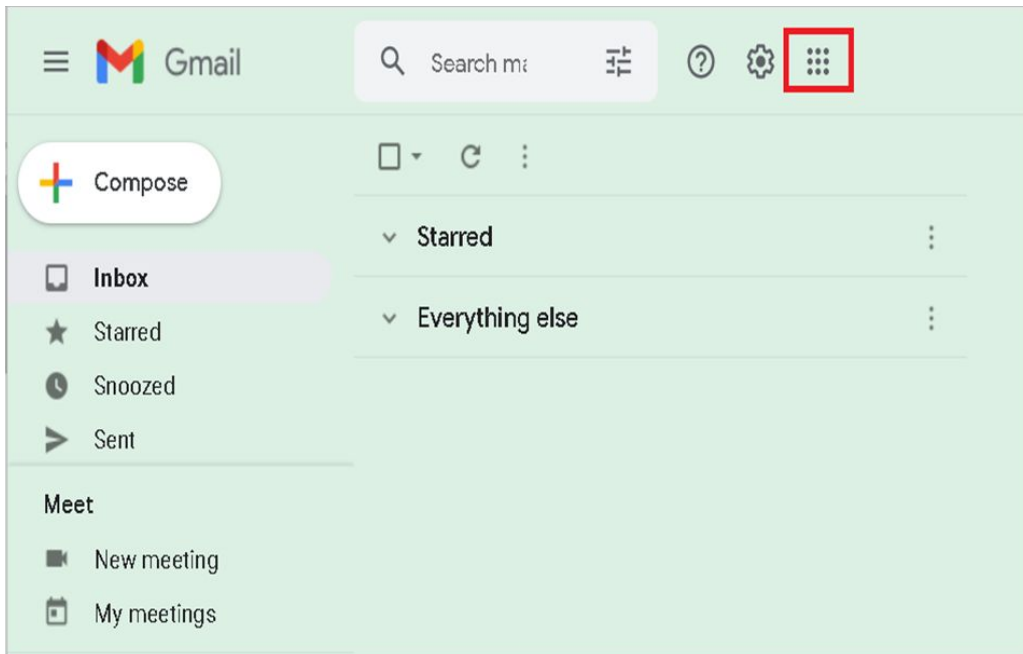 Gmail
Search ma
Compose
Inbox
Starred
Snoozed
Sent
Meet
New meeting
My meetings
Starred
Everything else